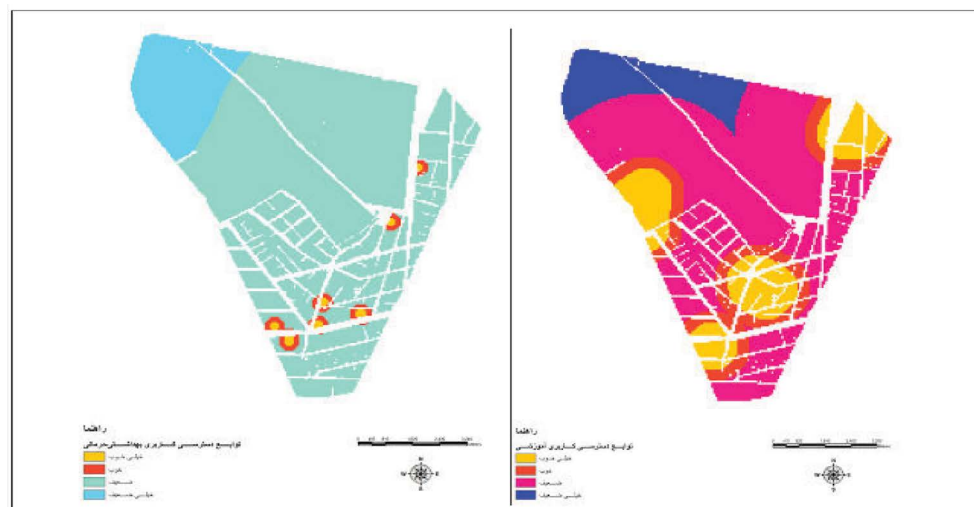 راهنما
توابع دسترسی کاربری بهداشتی-درمانی
خیلی خوب
خوب
ضعیف
خیلی ضعیف
N
W E
S
راهنما
توابع دسترسی کاربری آموزشی
خیلی خوب
خوب
ضعیف
خیلی ضعیف
N
W E
S